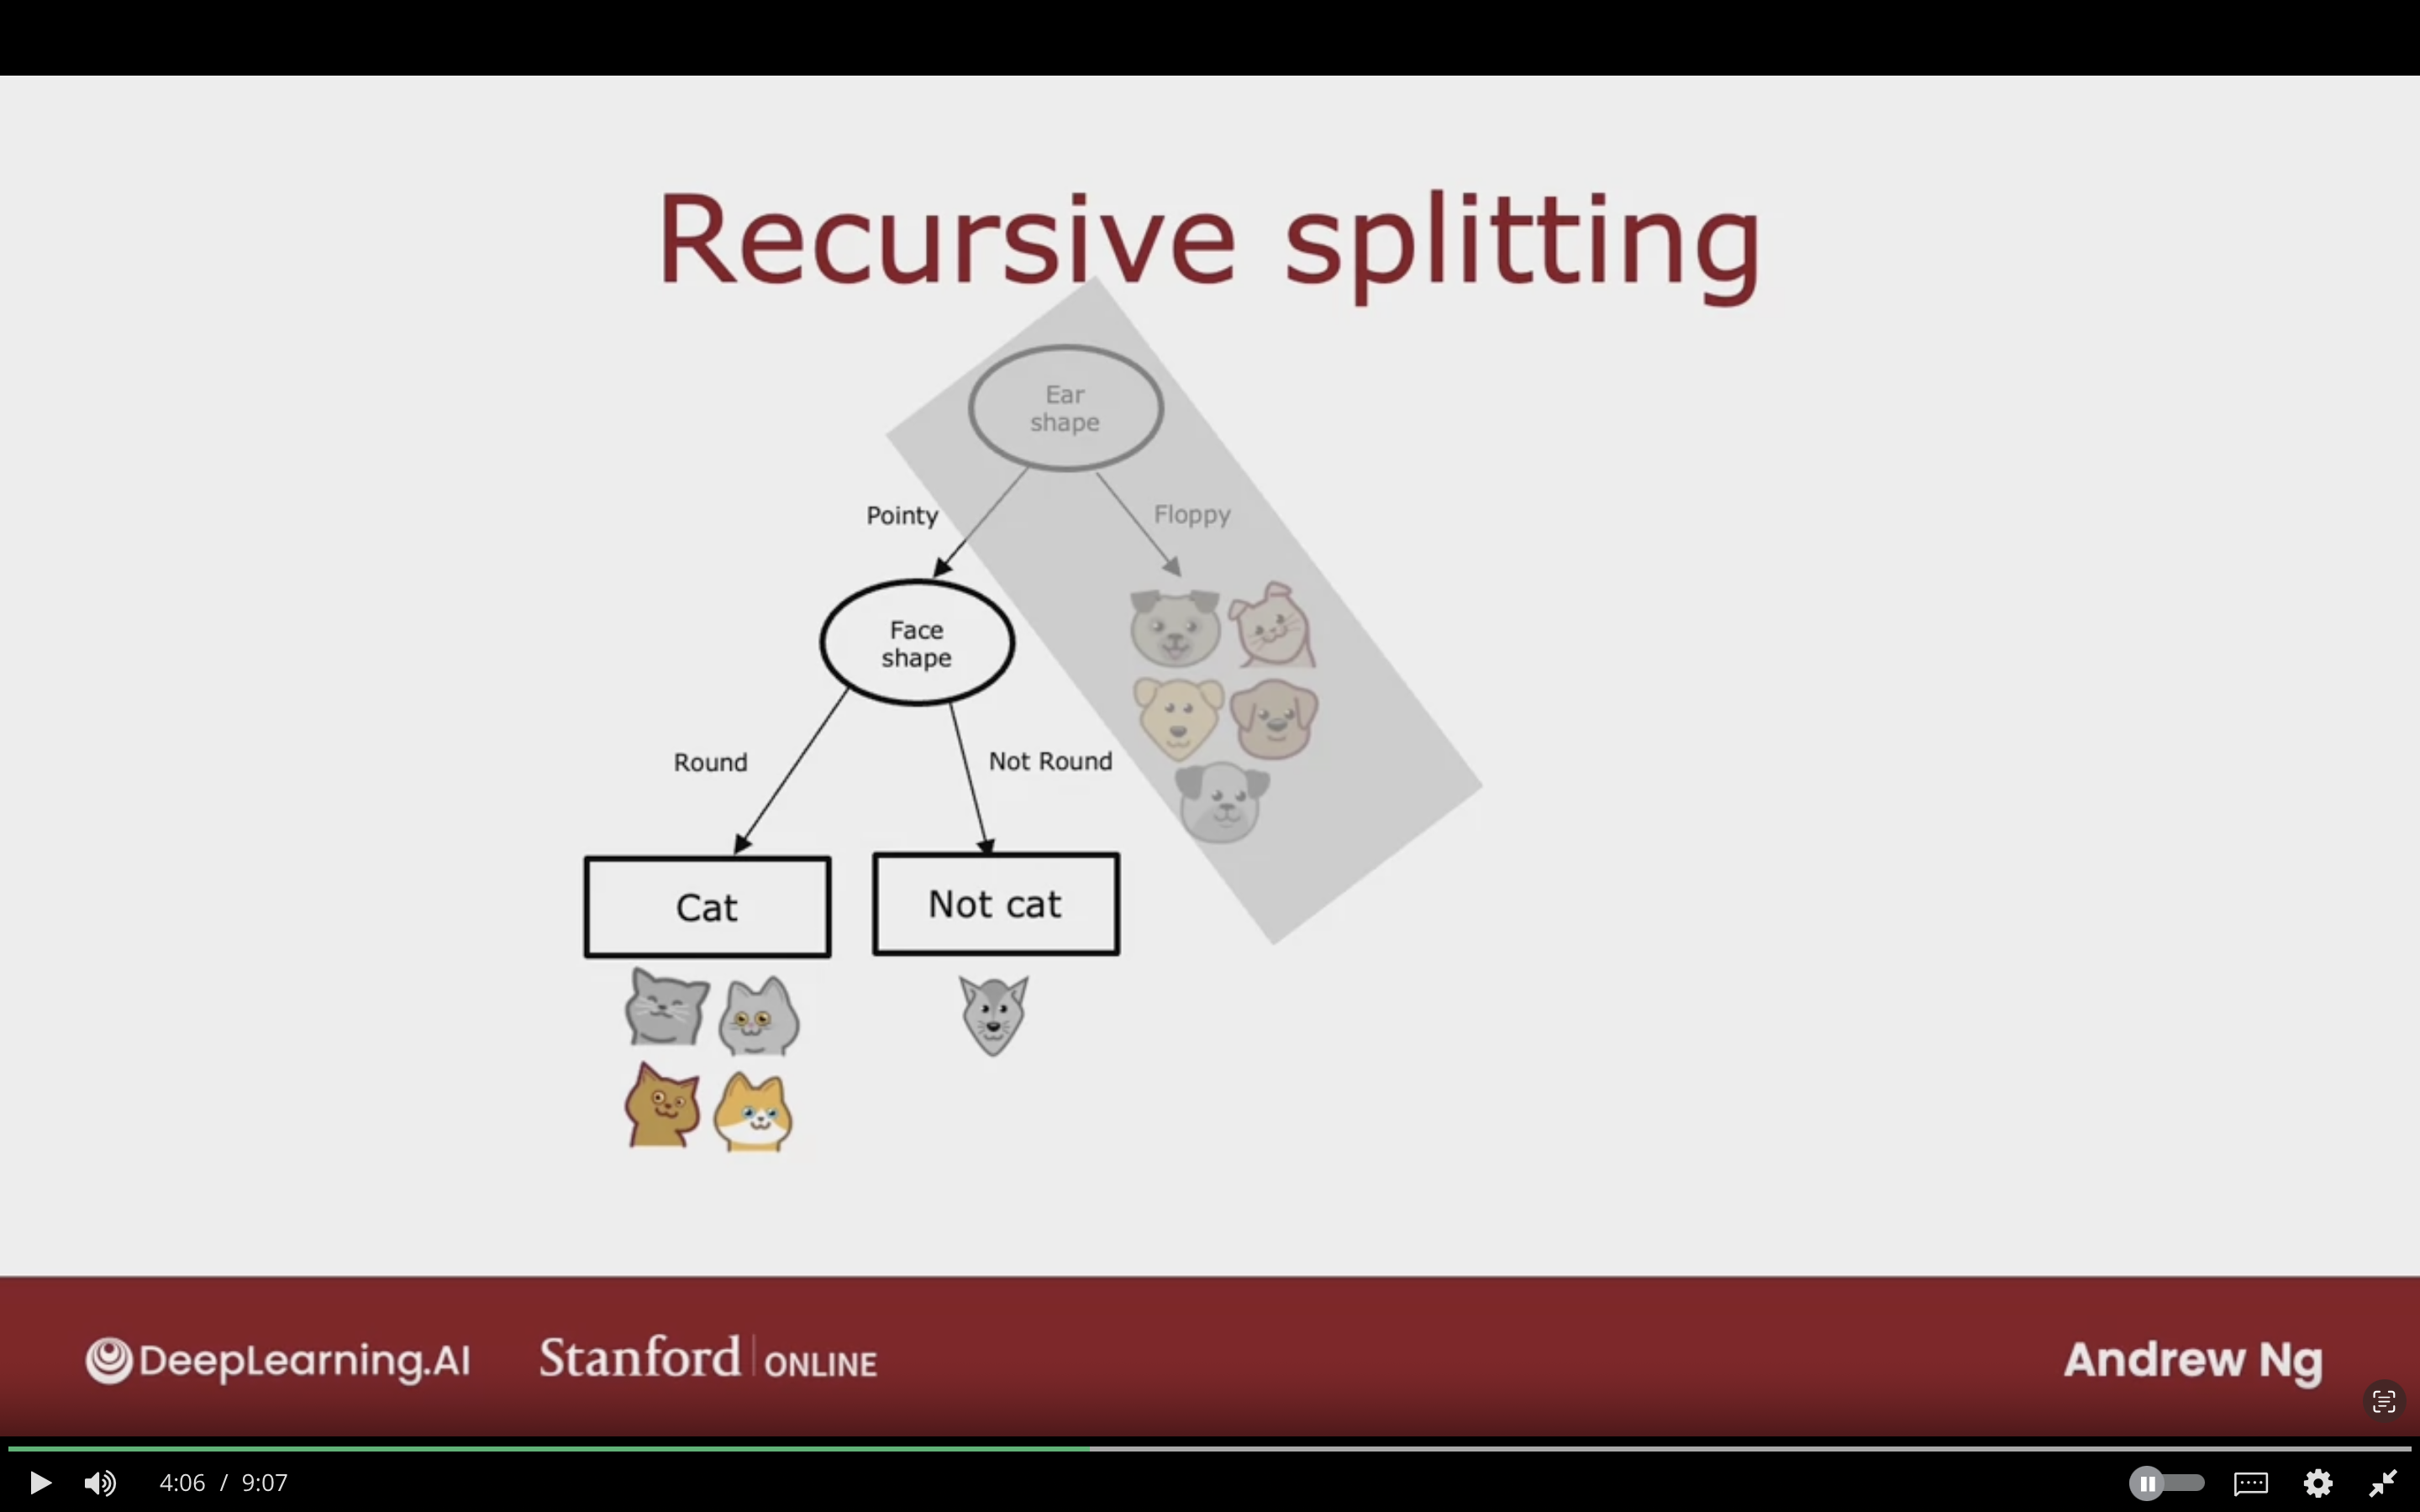 Recursive splitting
Ear
shape
Pointy
Floppy
Face
shape
Round
Not Round
Cat
Not cat
DeepLearning.AI
Stanford | ONLINE
Andrew Ng
4:06 / 9:07